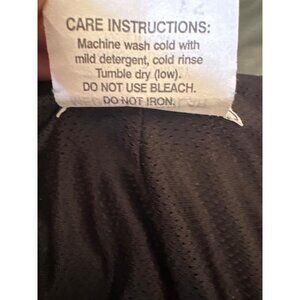 CARE INSTRUCTIONS:
Machine wash cold with
mild detergent, cold rinse
Tumble dry (low).
DO NOT USE BLEACH.
DO NOT IRON.